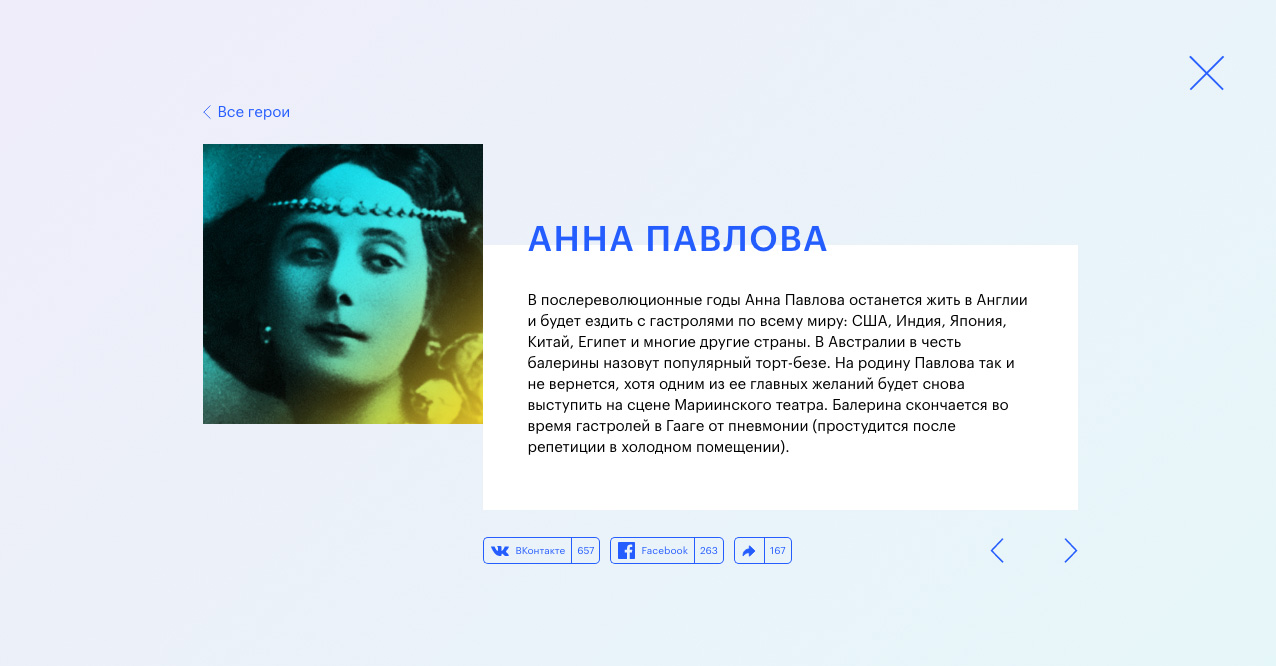 Все герои
АННА ПАВЛОВА
В послереволюционные годы Анна Павлова останется жить в Англии
и будет ездить с гастролями по всему миру: США, Индия, Япония,
Китай, Египет и многие другие страны. В Австралии в честь
балерины назовут популярный торт-безе. На родину Павлова так и
не вернется, хотя одним из ее главных желаний будет снова
выступить на сцене Мариинского театра. Балерина скончается во
время гастролей в Гааге от пневмонии (простудится после
репетиции в холодном помещении).
ВКонтакте 657 Facebook 263 167